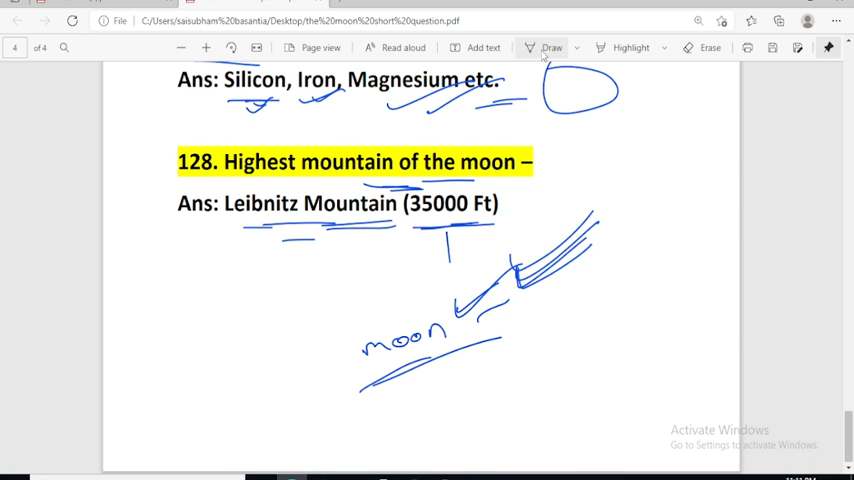 File
C:/Users/saisubham%20basantia/Desktop/the%20moon%20short%20question.pdf
4 of 4
Page view
Read aloud
Add text
Draw
Highlight
Erase
Ans: Silicon, Iron, Magnesium etc.
128. Highest mountain of the moon –
Ans: Leibnitz Mountain (35000 Ft)
moon
Activate Windows
Go to Settings to activate Windows.